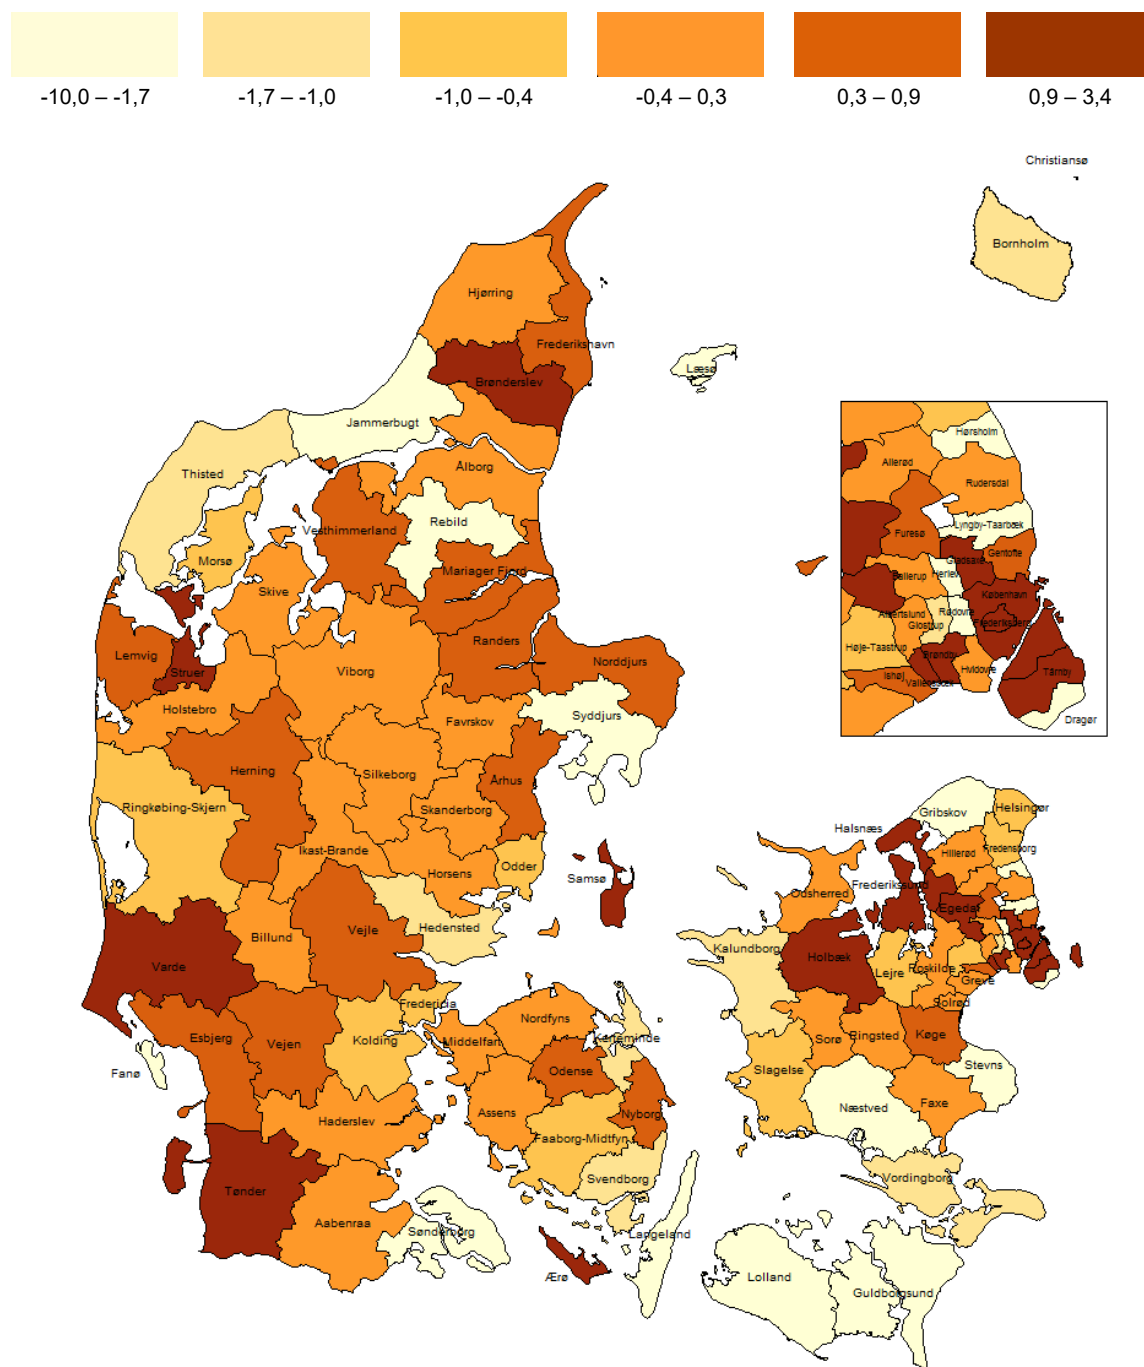 -10,0 – -1,7
-1,7 – -1,0
-1,0 – -0,4
-0,4 – 0,3
0,3 – 0,9
0,9 – 3,4
Christiansø
Bornholm
Hjørring
Frederikshavn
Læsø
Brønderslev
Jammerbugt
Hørsholm
Allerød
Ålborg
Thisted
Rudersdal
Rebild
Lyngby-Taarbæk
Vesthimmerland
Furesø
Gentofte
Morsø
Gladsaxe
Mariager Fjord
Ballerup
Herlev
Skive
København
Albertslund
Rødovre
Glostrup
Frederiksberg
Randers
Høje-Taastrup
Lemvig
Brøndby
Norddjurs
Struer
Viborg
Hvidovre
Tårnby
Ishøj
Vallensbæk
Holstebro
Favrskov
Syddjurs
Dragør
Herning
Silkeborg
Århus
Ringkøbing-Skjern
Skanderborg
Helsingør
Gribskov
Halsnæs
Ikast-Brande
Fredensborg
Hillerød
Odder
Horsens
Samsø
Frederikssund
Odsherred
Egedal
Hedensted
Billund
Vejle
Kalundborg
Holbæk
Varde
Lejre
Roskilde
Greve
Fredericia
Solrød
Nordfyns
Esbjerg
Vejen
Kolding
Middelfart
Kerteminde
Sorø
Ringsted
Køge
Fanø
Odense
Slagelse
Stevns
Næstved
Faxe
Assens
Nyborg
Haderslev
Faaborg-Midtfyn
Svendborg
Vordingborg
Tønder
Aabenraa
Sønderborg
Langeland
Ærø
Lolland
Guldborgsund